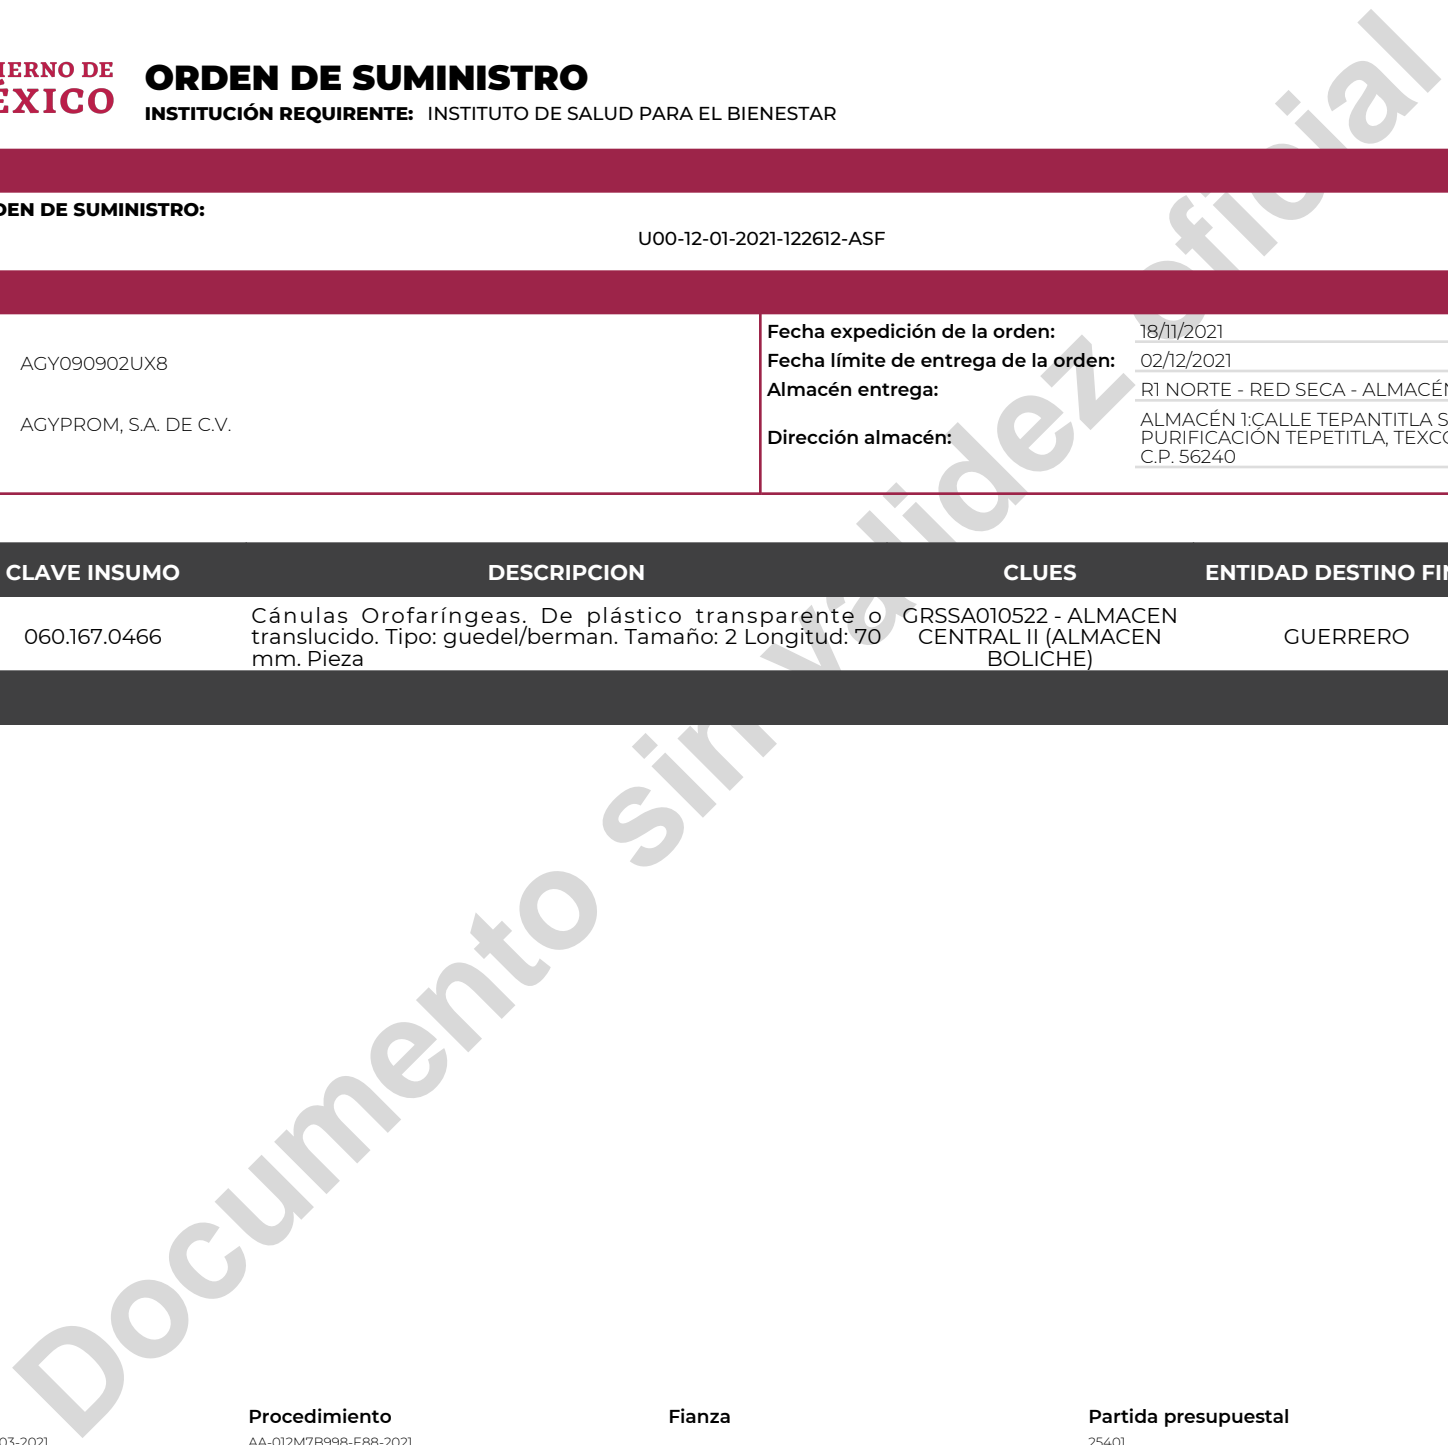 ORDEN DE SUMINISTRO
INSTITUCIÓN REQUIRENTE: INSTITUTO DE SALUD PARA EL BIENESTAR
DE
XICO
DE SUMINISTRO:
U00-12-01-2021-122612-ASF
AGY090902UX8
AGYPROM, S.A. DE C.V.
Fecha expedición de la orden: 18/11/2021
Fecha límite de entrega de la orden: 02/12/2021
Almacén entrega: R1 NORTE - RED SECA - ALMACÉN
Dirección almacén: ALMACÉN 1:CALLE TEPANTITLA
PURIFICACIÓN TEPETITLA,
C.P. 56240
CLAVE INSUMO DESCRIPCION CLUES ENTIDAD DESTINO
060.167.0466
Cánulas Orofaríngeas. De plástico transparente o
translucido. Tipo: guedel/berman. Tamaño: 2 Longitud: 70
mm. Pieza
GRSSA010522 - ALMACEN
CENTRAL II (ALMACEN
BOLICHE)
GUERRERO
Documento sin validez oficial
Procedimiento Fianza Partida presupuestal
AA-012M7B998-E88-2021 25401